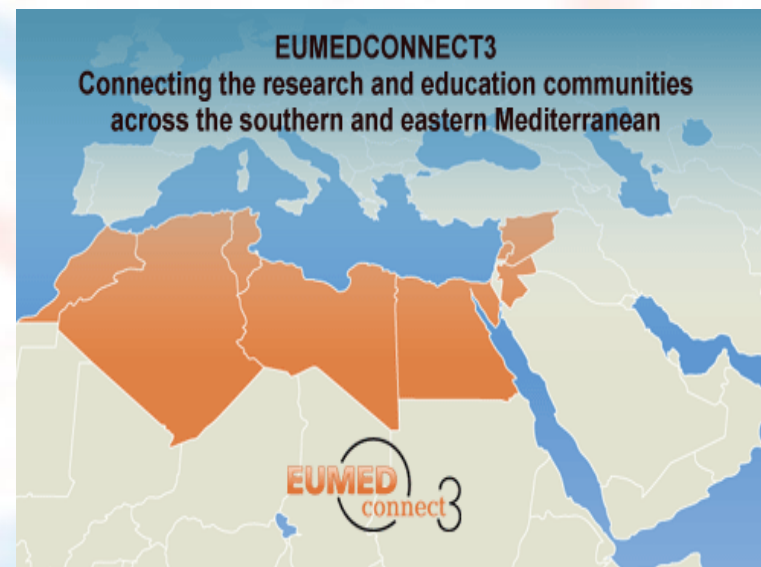 EUMEDCONNECT3
Connecting the research and education communities
across the southern and eastern Mediterranean
EUMED
connect3